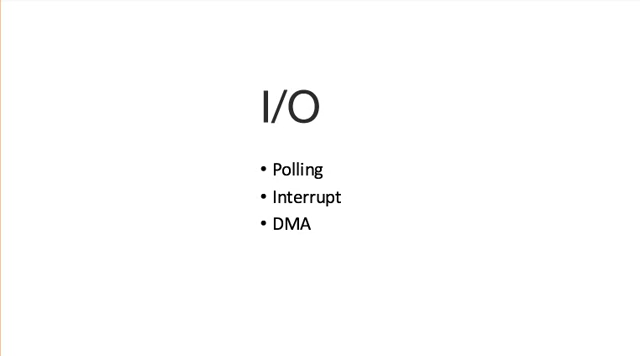 I/O
• Polling
• Interrupt
• DMA